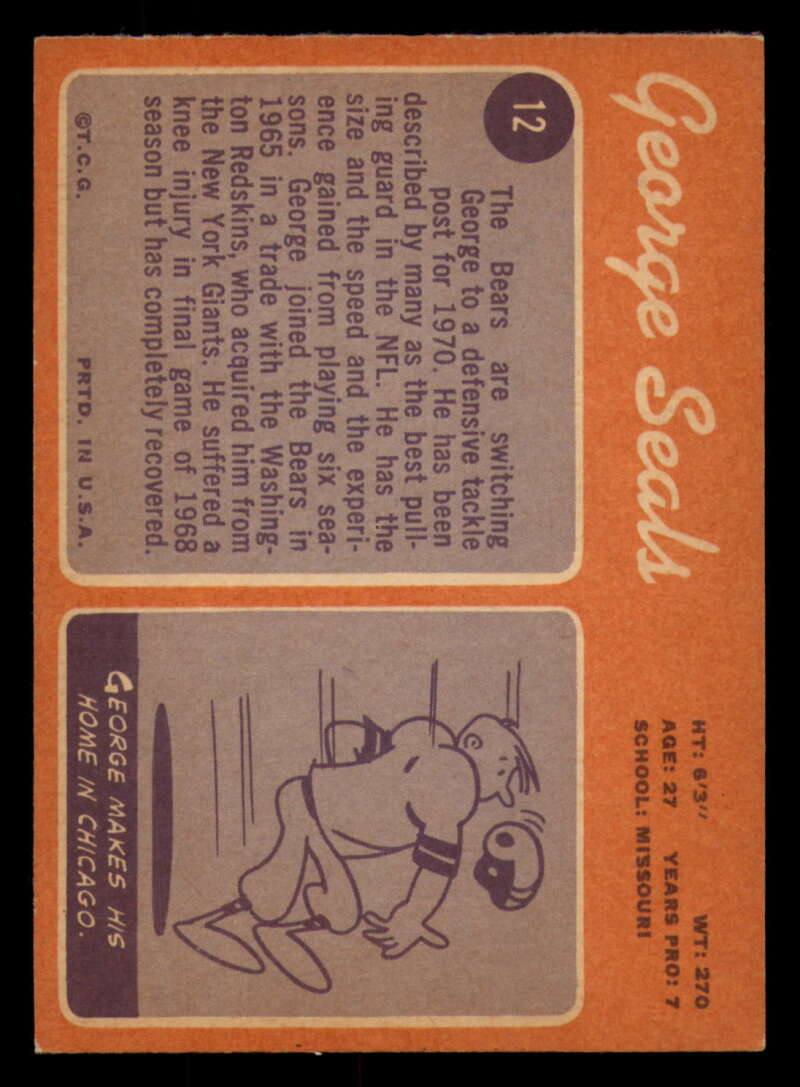 George Seals
HT: 6'3" WT: 270
AGE: 27 YEARS PRO: 7
SCHOOL: MISSOURI
12
The Bears are switching
George to a defensive tackle
post for 1970. He has been
described by many as the best pull-
ing guard in the NFL. He has the
size and the speed and the experi-
ence gained from playing six sea-
sons. George joined the Bears in
1965 in a trade with the Washing-
ton Redskins, who acquired him from
the New York Giants. He suffered a
knee injury in final game of 1968
season but has completely recovered.
©T.C.G. PRTD. IN U.S.A.
GEORGE MAKES HIS
HOME IN CHICAGO.